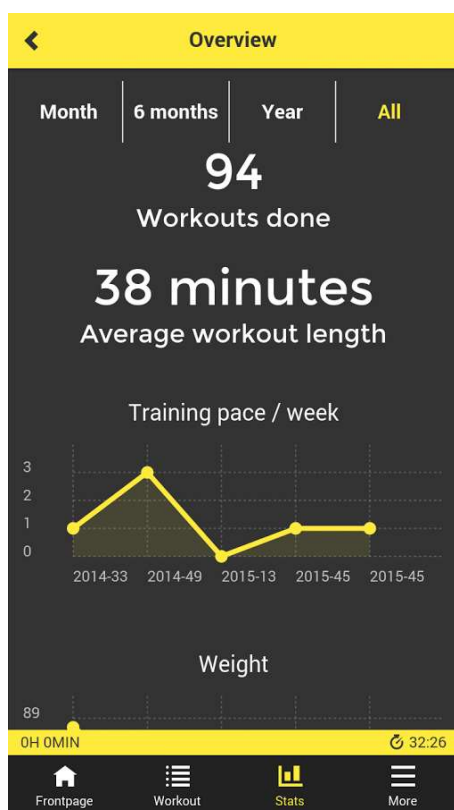 Overview
Month 6 months Year All
94
Workouts done
38 minutes
Average workout length
Training pace / week
3
2
1
0
2014-33 2014-49 2015-13 2015-45 2015-45
Weight
89
0H 0MIN 32:26
Frontpage Workout Stats More